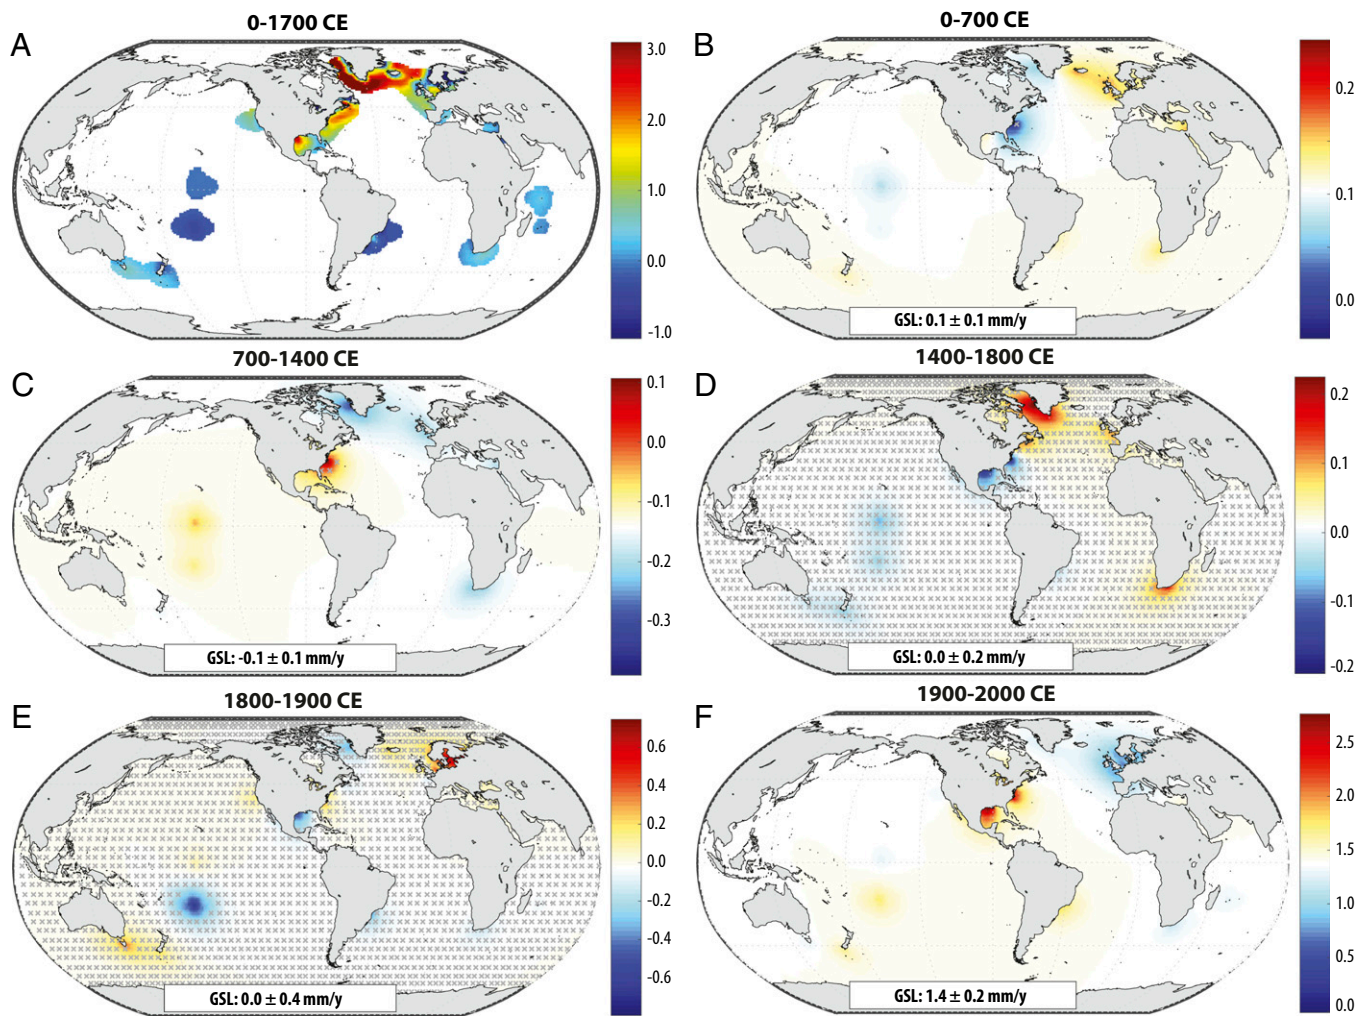 0-1700 CE
A
3.0
2.0
1.0
0.0
-1.0
0-700 CE
B
0.2
0.1
0.0
GSL: 0.1 ± 0.1 mm/y
700-1400 CE
C
0.1
0.0
-0.1
-0.2
-0.3
GSL: -0.1 ± 0.1 mm/y
1400-1800 CE
D
0.2
0.1
0.0
-0.1
-0.2
GSL: 0.0 ± 0.2 mm/y
1800-1900 CE
E
0.6
0.4
0.2
0.0
-0.2
-0.4
-0.6
GSL: 0.0 ± 0.4 mm/y
1900-2000 CE
F
2.5
2.0
1.5
1.0
0.5
0.0
GSL: 1.4 ± 0.2 mm/y